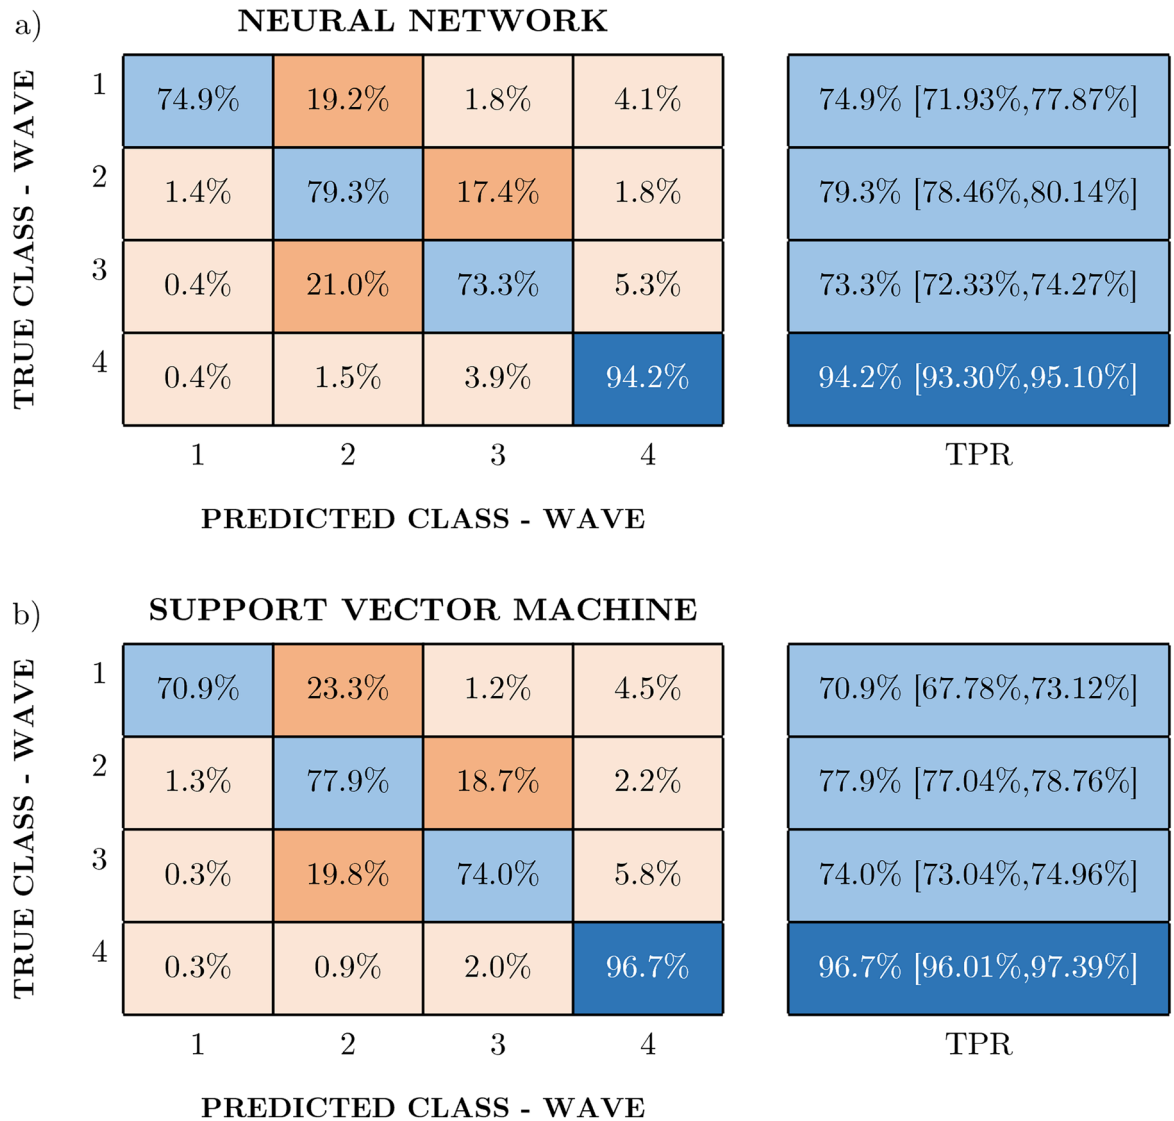 a)
NEURAL NETWORK
TRUE CLASS - WAVE
1 74.9% 19.2% 1.8% 4.1% 74.9% [71.93%,77.87%]
2 1.4% 79.3% 17.4% 1.8% 79.3% [78.46%,80.14%]
3 0.4% 21.0% 73.3% 5.3% 73.3% [72.33%,74.27%]
4 0.4% 1.5% 3.9% 94.2% 94.2% [93.30%,95.10%]
1 2 3 4 TPR
PREDICTED CLASS - WAVE
b)
SUPPORT VECTOR MACHINE
TRUE CLASS - WAVE
1 70.9% 23.3% 1.2% 4.5% 70.9% [67.78%,73.12%]
2 1.3% 77.9% 18.7% 2.2% 77.9% [77.04%,78.76%]
3 0.3% 19.8% 74.0% 5.8% 74.0% [73.04%,74.96%]
4 0.3% 0.9% 2.0% 96.7% 96.7% [96.01%,97.39%]
1 2 3 4 TPR
PREDICTED CLASS - WAVE